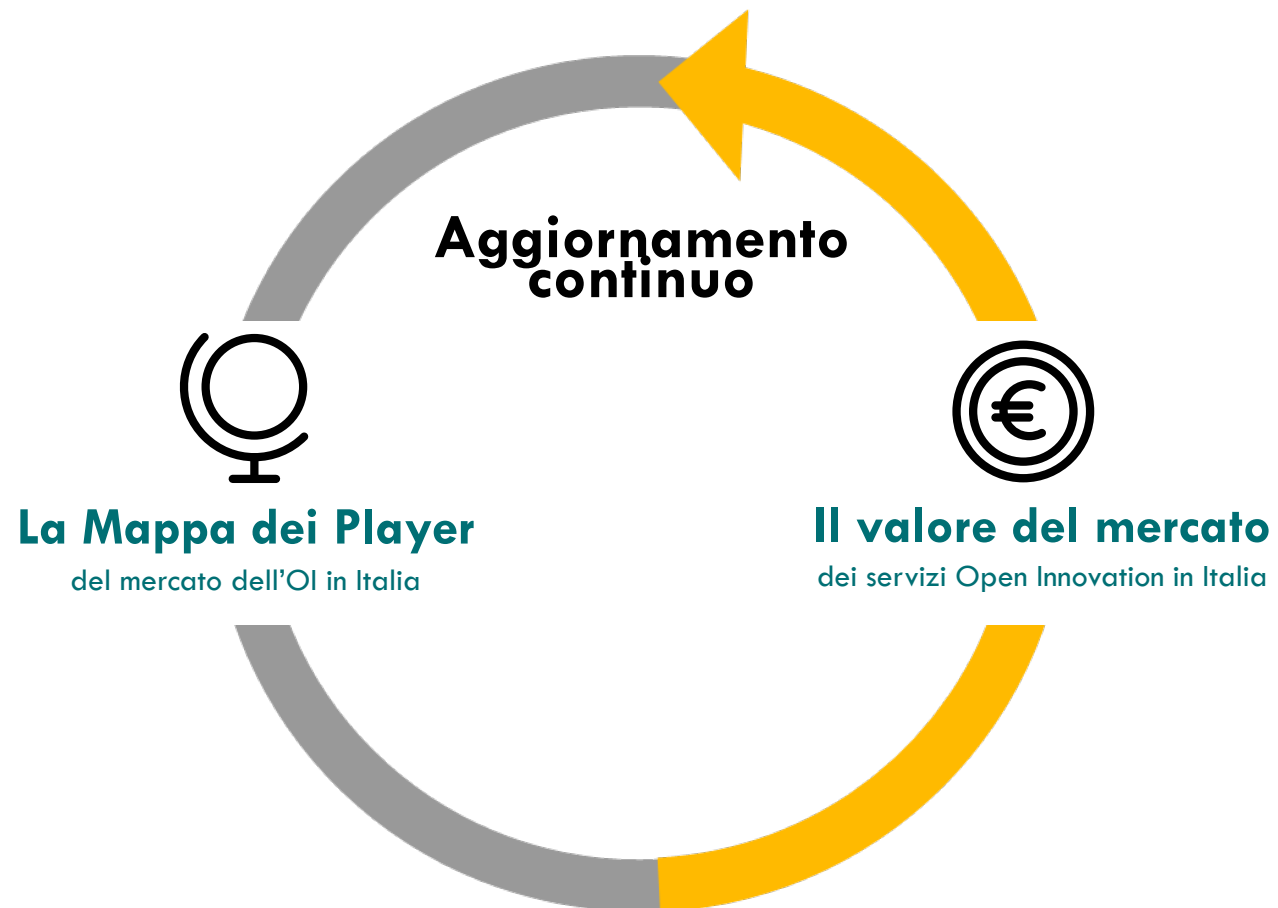 Aggiornamento
continuo
€
La Mappa dei Player
del mercato dell'OI in Italia
Il valore del mercato
dei servizi Open Innovation in Italia